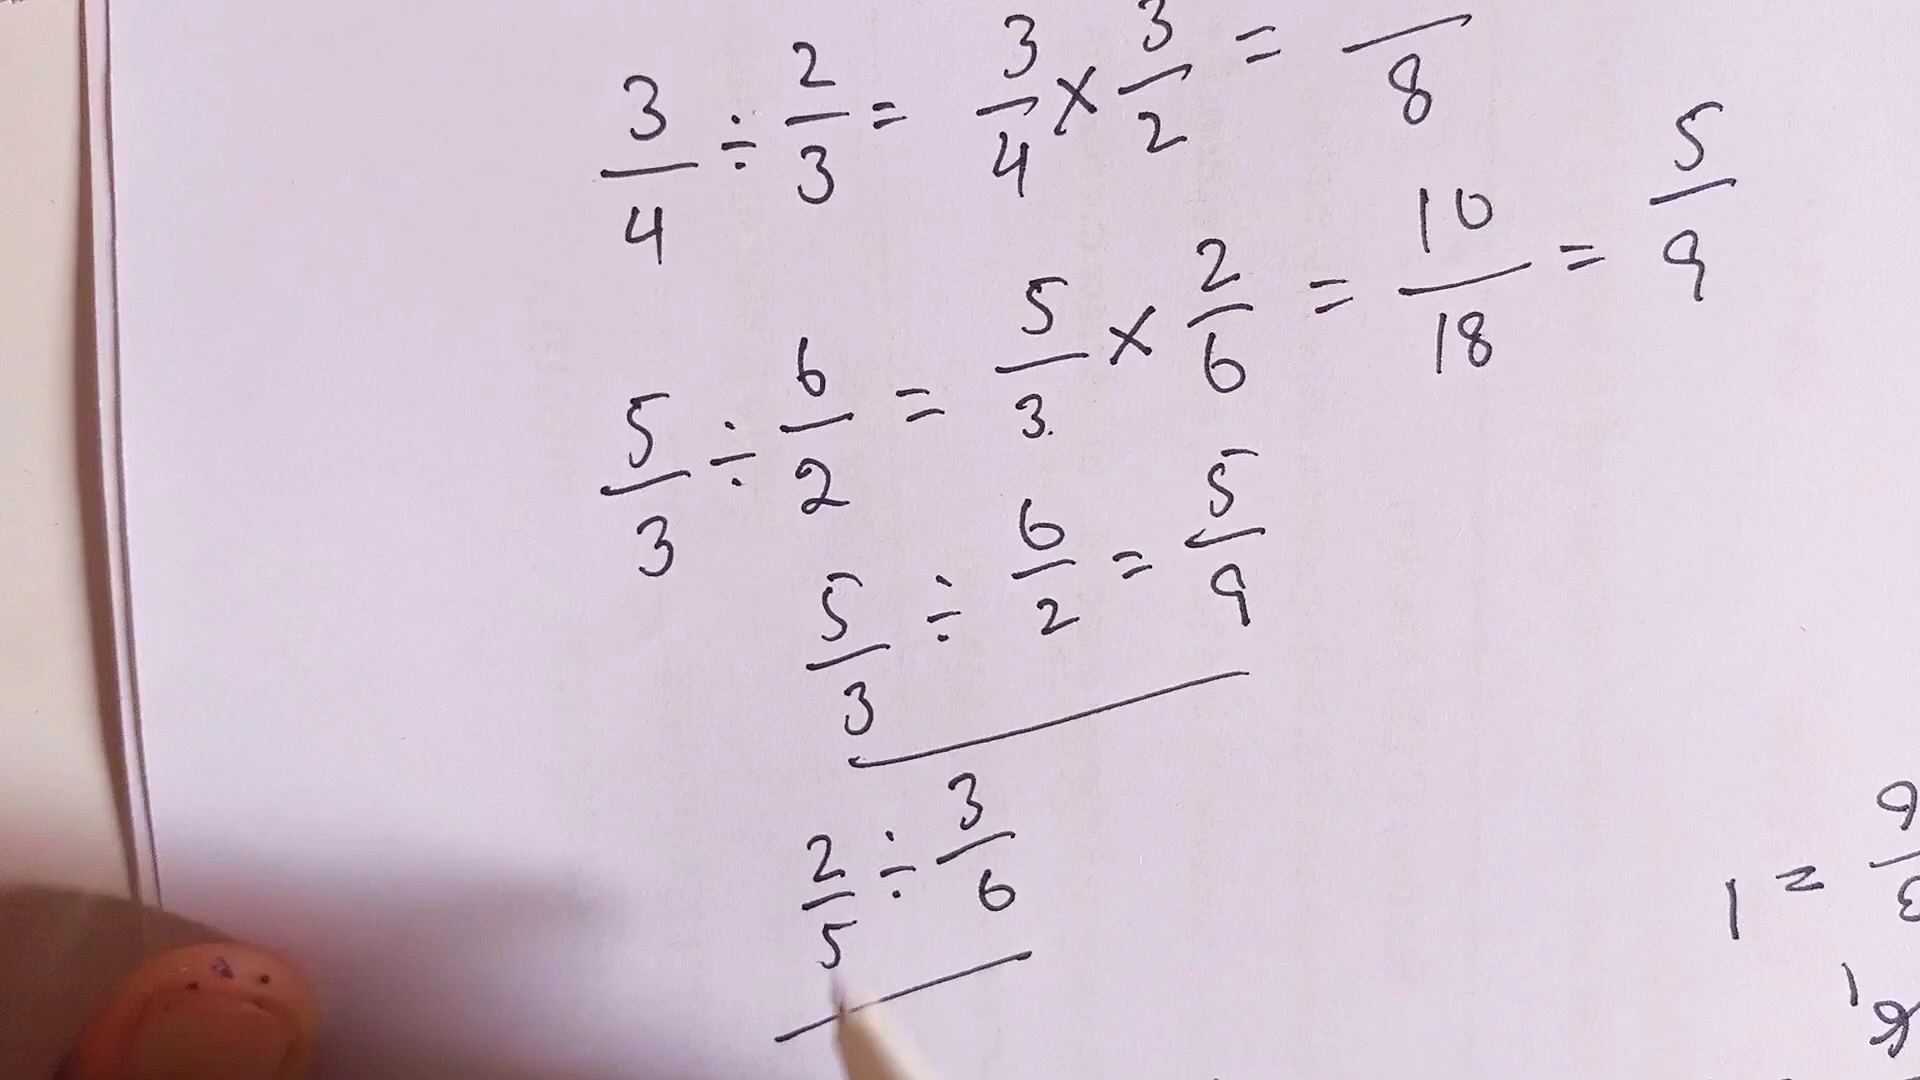 3/4 ÷ 2/3 = 3/4 × 3/2 = /8
5/3 ÷ 6/2 = 5/3 × 2/6 = 10/18 = 5/9
5/3 ÷ 6/2 = 5/9
2/5 ÷ 3/6